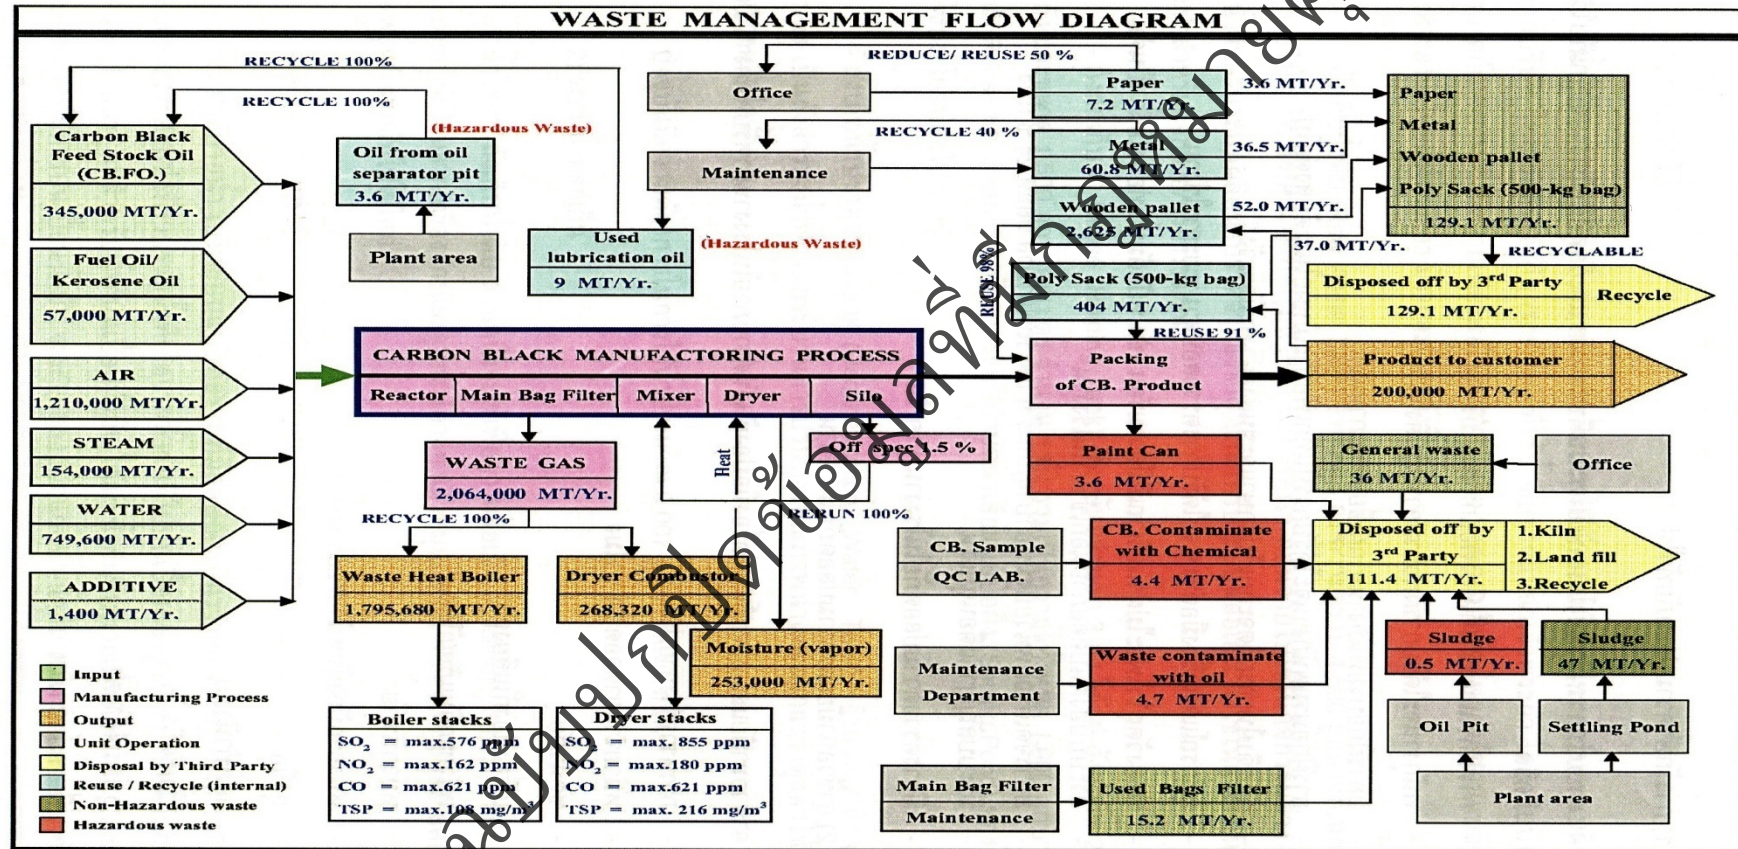 WASTE MANAGEMENT FLOW DIAGRAM
RECYCLE 100%
RECYCLE 100%
(Hazardous Waste)
Carbon Black
Feed Stock Oil
(CB.FO.)
345,000 MT/Yr.
Fuel Oil/
Kerosene Oil
57,000 MT/Yr.
AIR
1,210,000 MT/Yr.
STEAM
154,000 MT/Yr.
WATER
749,600 MT/Yr.
ADDITIVE
1,400 MT/Yr.
Oil from oil
separator pit
3.6 MT/Yr.
Plant area
Used
lubrication oil
9 MT/Yr.
(Hazardous Waste)
REDUCE/ REUSE 50 %
Office
Paper
7.2 MT/Yr.
3.6 MT/Yr.
RECYCLE 40 %
Maintenance
Metal
60.8 MT/Yr.
36.5 MT/Yr.
Wooden pallet
2,625 MT/Yr.
52.0 MT/Yr.
37.0 MT/Yr.
REUSE 98%
Poly Sack (500-kg bag)
404 MT/Yr.
REUSE 91 %
Paper
Metal
Wooden pallet
Poly Sack (500-kg bag)
129.1 MT/Yr.
RECYCLABLE
Disposed off by 3rd Party
129.1 MT/Yr.
Recycle
CARBON BLACK MANUFACTORING PROCESS
Reactor
Main Bag Filter
Mixer
Dryer
Silo
Packing
of CB. Product
Product to customer
200,000 MT/Yr.
WASTE GAS
2,064,000 MT/Yr.
Heat
Off spec 1.5 %
RECYCLE 100%
RERUN 100%
Waste Heat Boiler
1,795,680 MT/Yr.
Dryer Combustor
268,320 MT/Yr.
Moisture (vapor)
253,000 MT/Yr.
Boiler stacks
SO2 = max.576 ppm
NO2 = max.162 ppm
CO = max.621 ppm
TSP = max.108 mg/m3
Dryer stacks
SO2 = max. 855 ppm
NO2 = max.180 ppm
CO = max.621 ppm
TSP = max. 216 mg/m3
Paint Can
3.6 MT/Yr.
General waste
36 MT/Yr.
Office
CB. Sample
QC LAB.
CB. Contaminate
with Chemical
4.4 MT/Yr.
Disposed off by
3rd Party
111.4 MT/Yr.
1.Kiln
2.Land fill
3.Recycle
Maintenance
Department
Waste contaminate
with oil
4.7 MT/Yr.
Sludge
0.5 MT/Yr.
Sludge
47 MT/Yr.
Oil Pit
Settling Pond
Plant area
Main Bag Filter
Maintenance
Used Bags Filter
15.2 MT/Yr.
Input
Manufacturing Process
Output
Unit Operation
Disposal by Third Party
Reuse / Recycle (internal)
Non-Hazardous waste
Hazardous waste